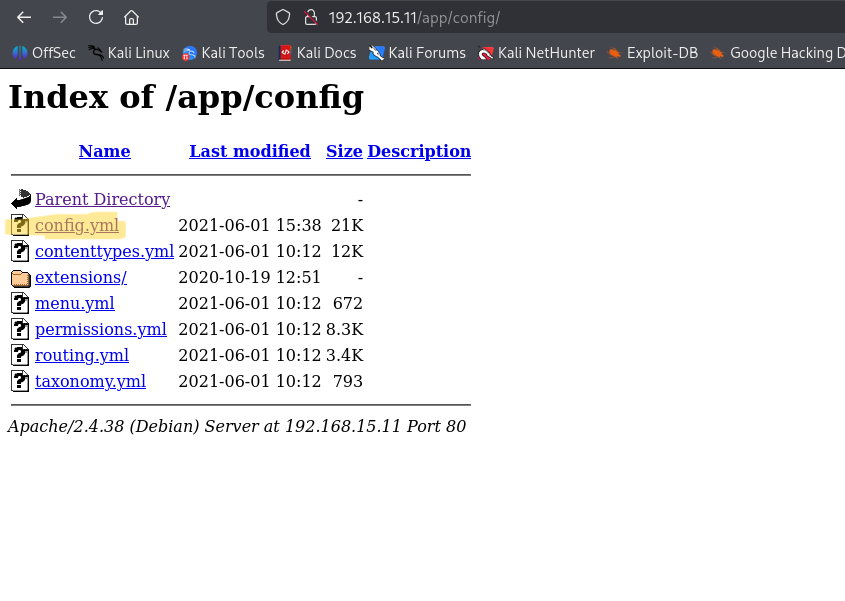 192.168.15.11/app/config/
OffSec Kali Linux Kali Tools Kali Docs Kali Forums Kali NetHunter Exploit-DB Google Hacking D
Index of /app/config
Name Last modified Size Description
Parent Directory -
config.yml 2021-06-01 15:38 21K
contenttypes.yml 2021-06-01 10:12 12K
extensions/ 2020-10-19 12:51 -
menu.yml 2021-06-01 10:12 672
permissions.yml 2021-06-01 10:12 8.3K
routing.yml 2021-06-01 10:12 3.4K
taxonomy.yml 2021-06-01 10:12 793
Apache/2.4.38 (Debian) Server at 192.168.15.11 Port 80